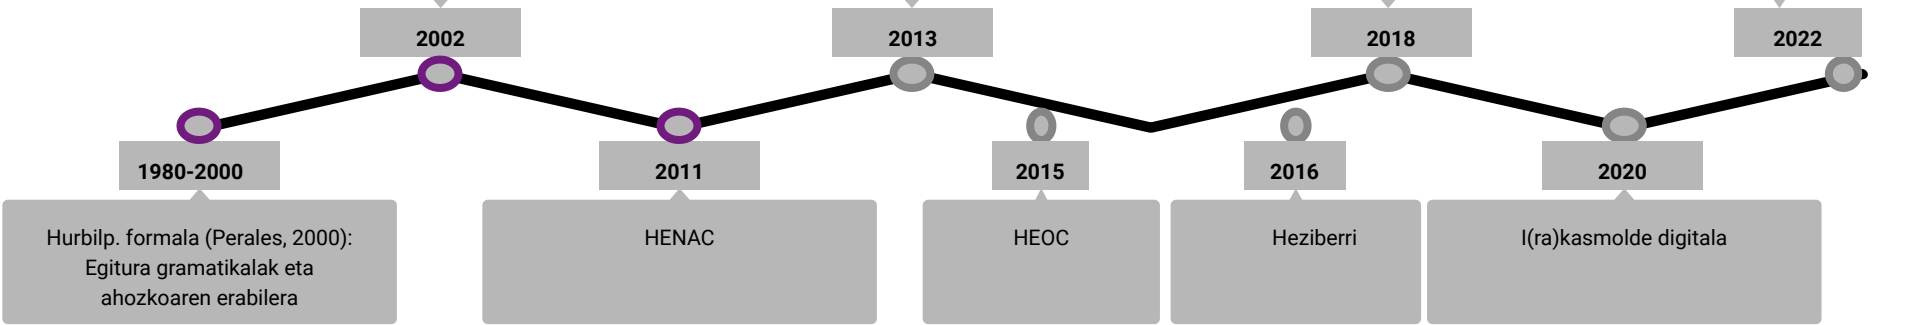 2002
2013
2018
2022
1980-2000
2011
2015
2016
2020
Hurbilp. formala (Perales, 2000):
Egitura gramatikalak eta
ahozkoaren erabilera
HENAC
HEOC
Heziberri
I(ra)kasmolde digitala